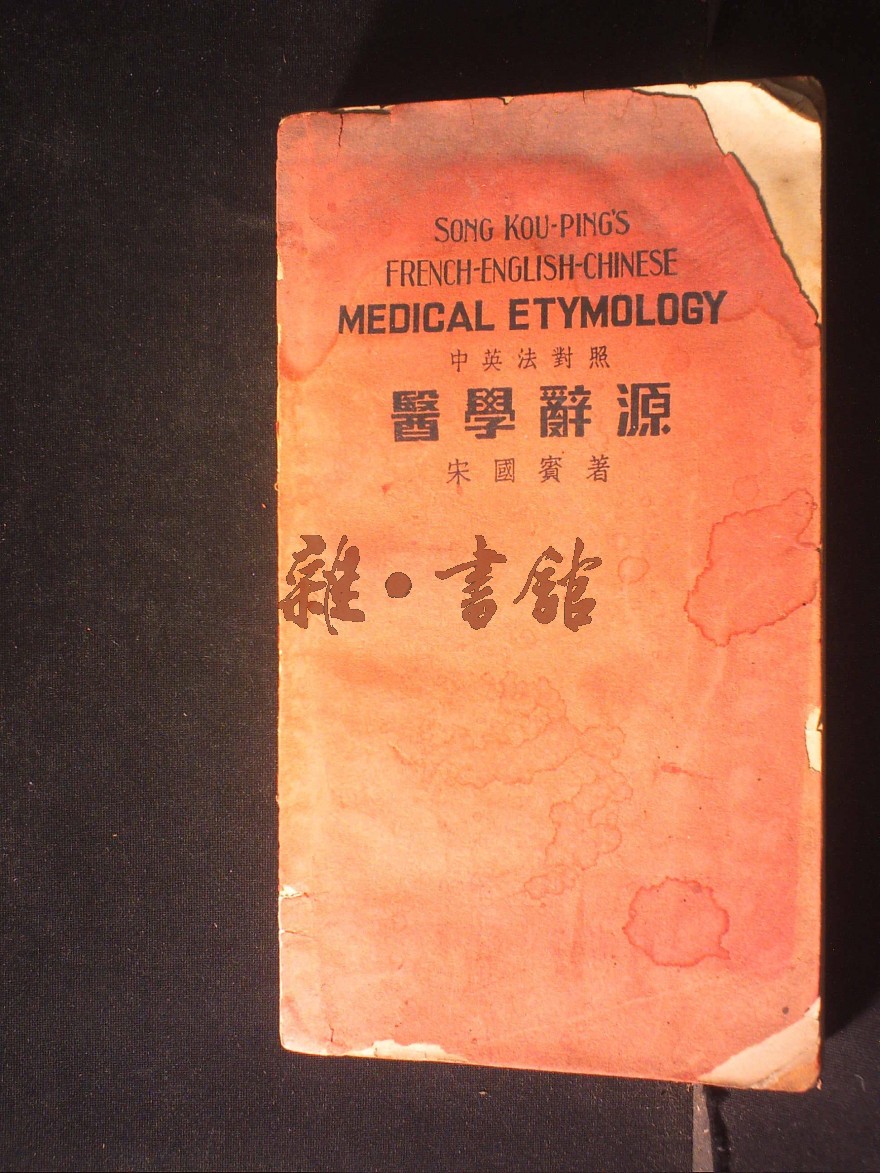 SONG KOU-PING'S
FRENCH-ENGLISH-CHINESE
MEDICAL ETYMOLOGY
中英法對照
醫學辭源
宋國賓著
雜·書舘